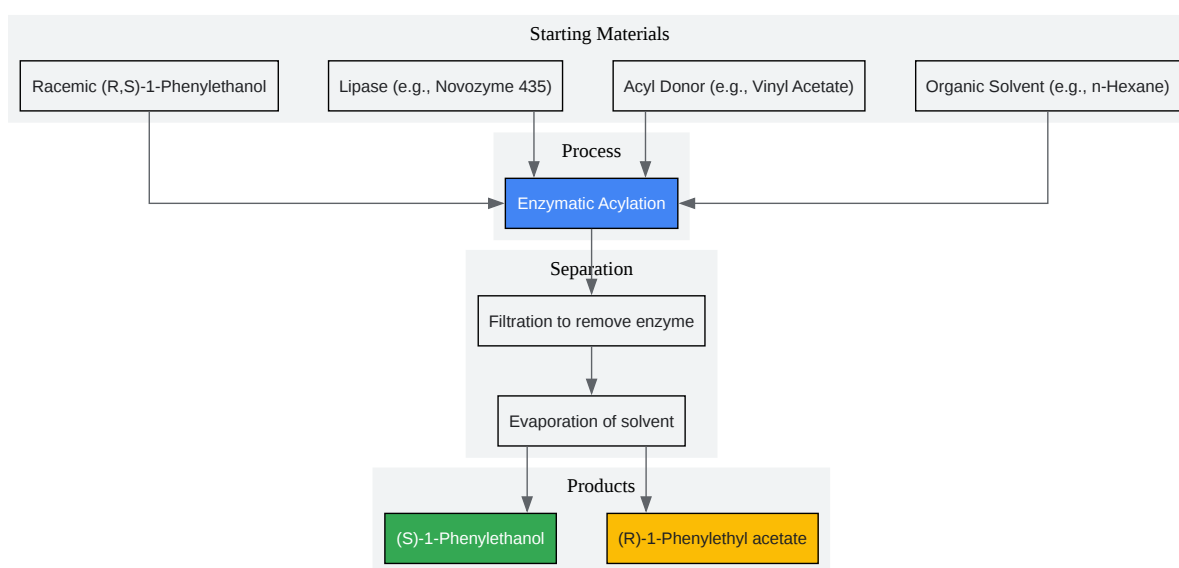 Starting Materials
Racemic (R,S)-1-Phenylethanol
Lipase (e.g., Novozyme 435)
Acyl Donor (e.g., Vinyl Acetate)
Organic Solvent (e.g., n-Hexane)
Process
Enzymatic Acylation
Separation
Filtration to remove enzyme
Evaporation of solvent
Products
(S)-1-Phenylethanol
(R)-1-Phenylethyl acetate